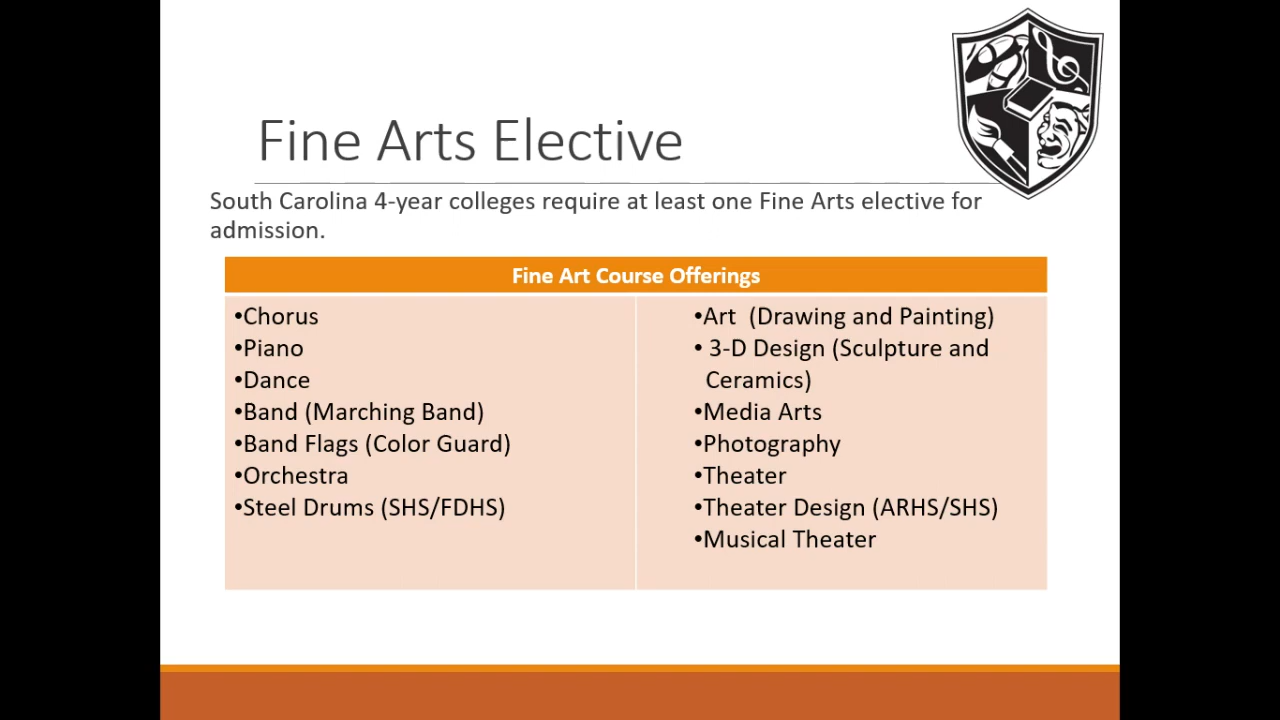 Fine Arts Elective
South Carolina 4-year colleges require at least one Fine Arts elective for
admission.
Fine Art Course Offerings
•Chorus
•Piano
•Dance
•Band (Marching Band)
•Band Flags (Color Guard)
•Orchestra
•Steel Drums (SHS/FDHS)
•Art  (Drawing and Painting)
• 3-D Design (Sculpture and
Ceramics)
•Media Arts
•Photography
•Theater
•Theater Design (ARHS/SHS)
•Musical Theater